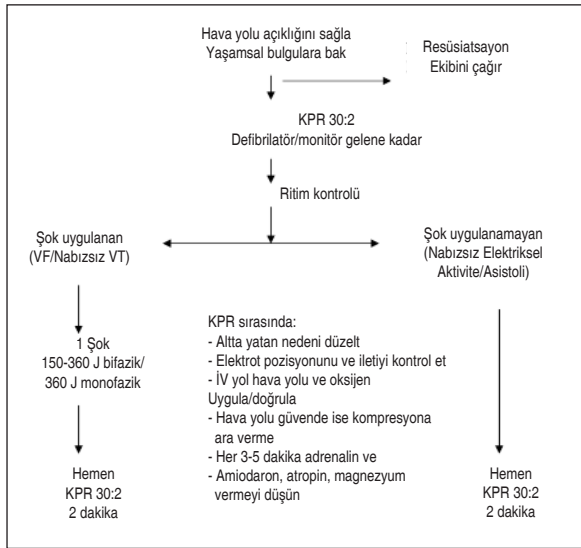 Hava yolu açıklığını sağla
Yaşamsal bulgulara bak
Resüsiatsayon
Ekibini çağır
KPR 30:2
Defibrilatör/monitör gelene kadar
Ritim kontrolü
Şok uygulanan
(VF/Nabızsız VT)
Şok uygulanamayan
(Nabızsız Elektriksel
Aktivite/Asistoli)
1 Şok
150-360 J bifazik/
360 J monofazik
KPR sırasında:
- Altta yatan nedeni düzelt
- Elektrot pozisyonunu ve iletiyi kontrol et
- İV yol hava yolu ve oksijen
Uygula/doğrula
- Hava yolu güvende ise kompresyona
ara verme
- Her 3-5 dakika adrenalin ve
- Amiodaron, atropin, magnezyum
vermeyi düşün
Hemen
KPR 30:2
2 dakika
Hemen
KPR 30:2
2 dakika